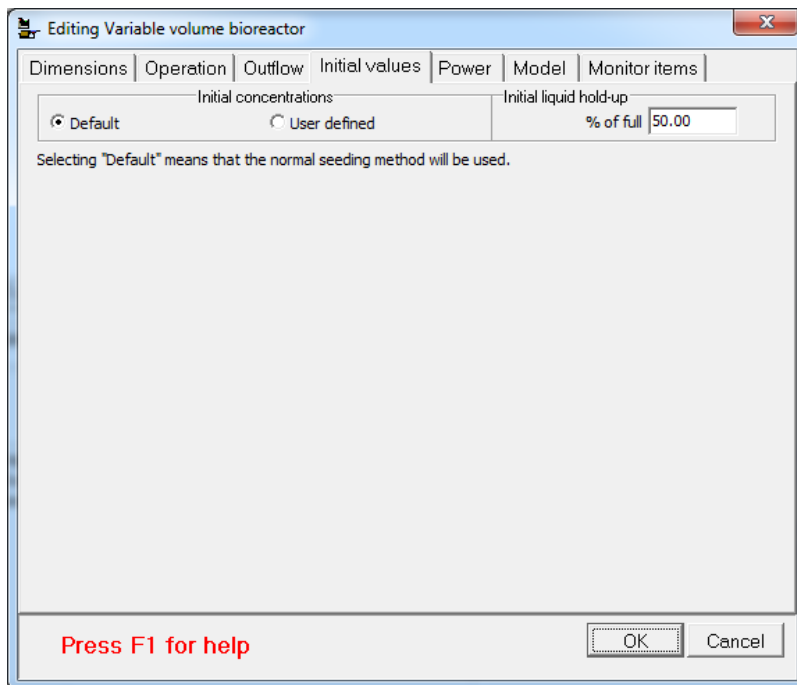 Editing Variable volume bioreactor
Dimensions Operation Outflow Initial values Power Model Monitor items
Initial concentrations Initial liquid hold-up
Default User defined % of full 50.00
Selecting "Default" means that the normal seeding method will be used.
Press F1 for help OK Cancel